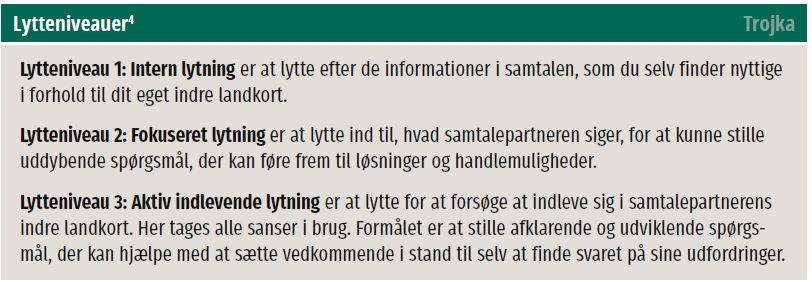 Lytteniveauer⁴ Trojka
Lytteniveau 1: Intern lytning er at lytte efter de informationer i samtalen, som du selv finder nyttige
i forhold til dit eget indre landkort.
Lytteniveau 2: Fokuseret lytning er at lytte ind til, hvad samtalepartneren siger, for at kunne stille
uddybende spørgsmål, der kan føre frem til løsninger og handlemuligheder.
Lytteniveau 3: Aktiv indlevende lytning er at lytte for at forsøge at indleve sig i samtalepartnerens
indre landkort. Her tages alle sanser i brug. Formålet er at stille afklarende og udviklende spørgs-
mål, der kan hjælpe med at sætte vedkommende i stand til selv at finde svaret på sine udfordringer.